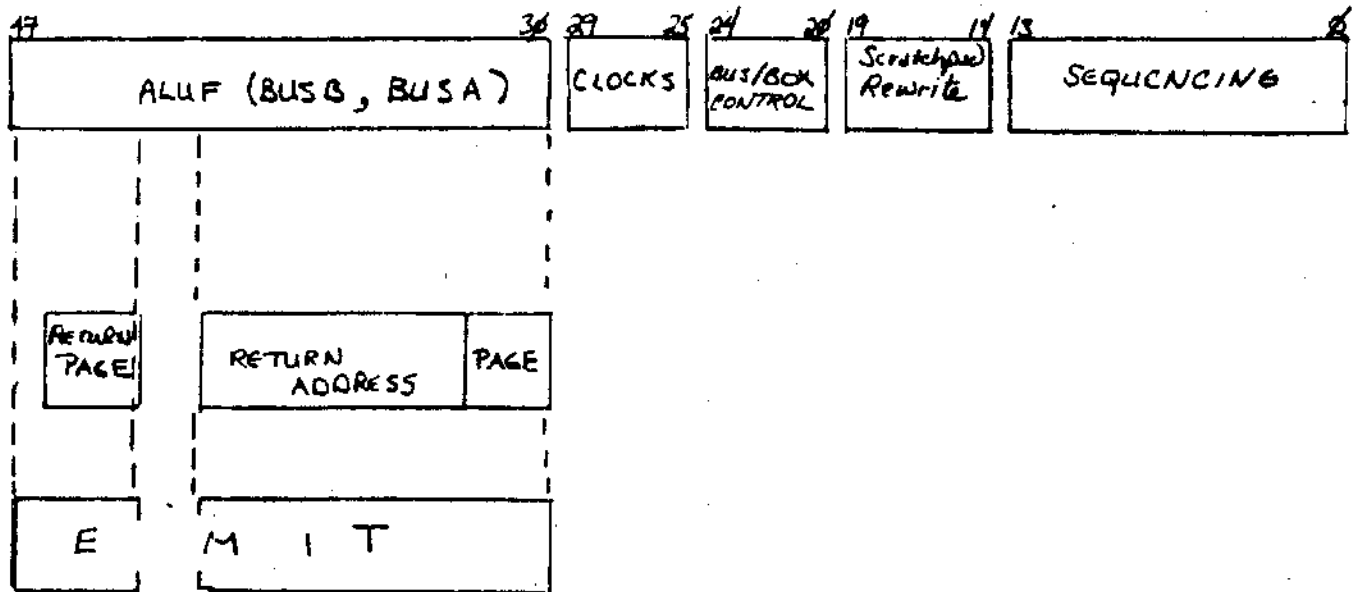 47 30 29 25 24 20 19 14 13 0
ALUF (BUSB, BUSA)
CLOCKS
BUS/BOX
CONTROL
Scratchpad
Rewrite
SEQUENCING
RETURN
PAGE
RETURN
ADDRESS
PAGE
E M I T